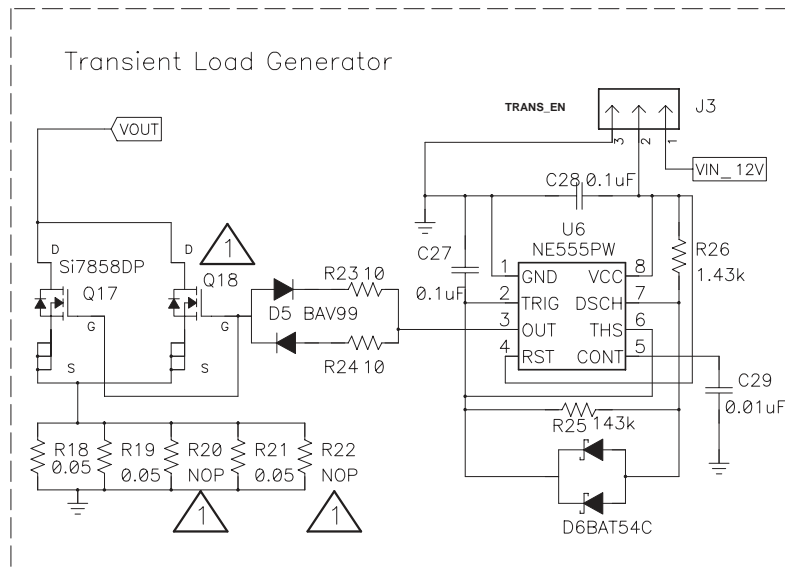 Transient Load Generator
TRANS_EN
J3
3
2
1
VIN_12V
VOUT
C28 0.1uF
U6
NE555PW
C27
0.1uF
R26
1.43k
1
GND
VCC
8
2
TRIG
DSCH
7
3
OUT
THS
6
4
RST
CONT
5
D
Si7858DP
Q17
G
S
D
1
Q18
G
S
R23 10
D5 BAV99
R24 10
C29
0.01uF
R25 143k
D6BAT54C
R18
0.05
R19
0.05
R20
NOP
R21
0.05
R22
NOP
1
1